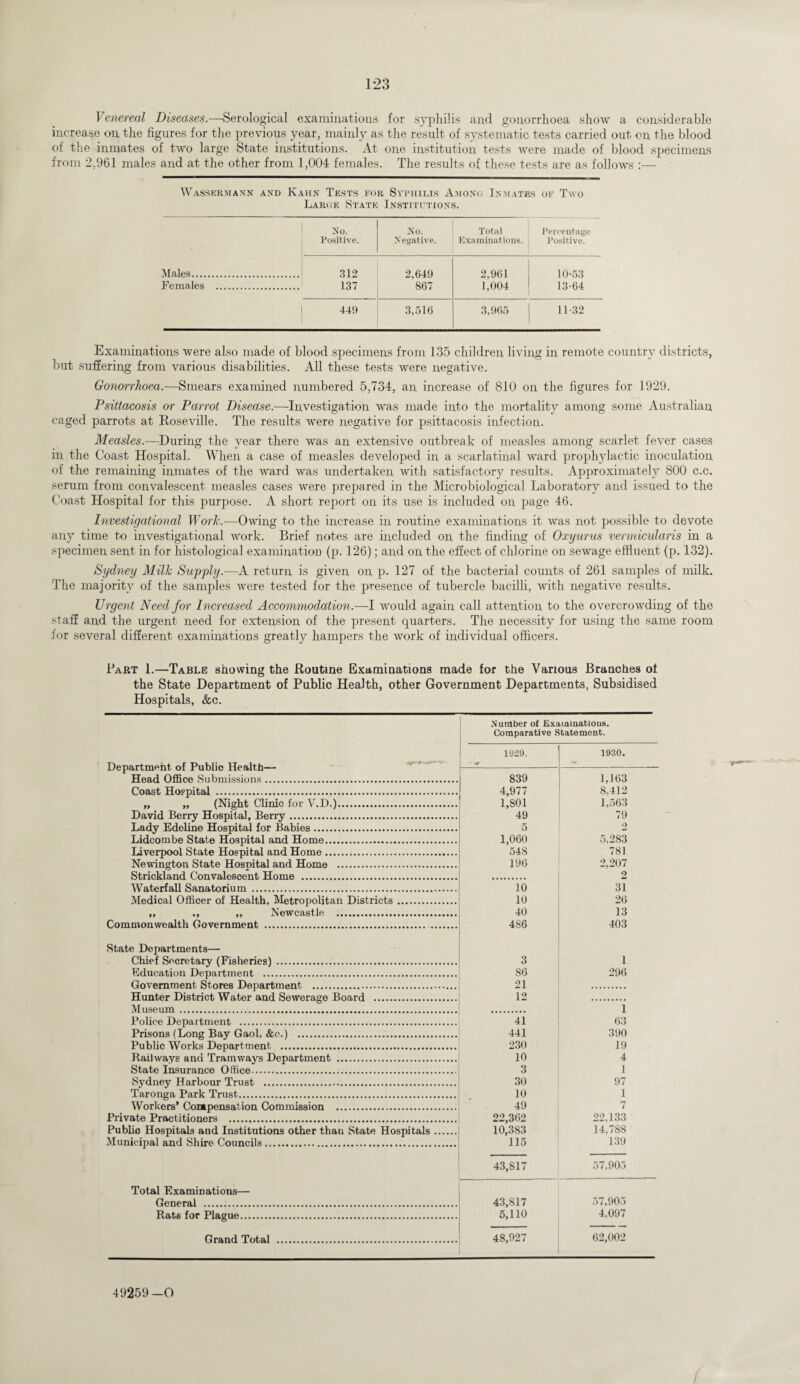 123
Venereal Diseases.—Serological examinations for syphilis and gonorrhoea show a considerable
increase on the figures for the previous year, mainly as the result of systematic tests carried out on the blood
of the inmates of two large State institutions. At one institution tests were made of blood specimens
from 2,961 males and at the other from 1,004 females. The results of these tests are as follows :—
Wassermann and Kahn Tests for Syphilis Among Inmates of Two
Large State Institutions.
No. Positive. No. Negative. Total Examinations. Percentage Positive.
Males 312 2,649 2,961 10·53
Females 137 867 1,004 13·64
449 3,516 3,965 11·32
Examinations were also made of blood specimens from 135 children living in remote country districts,
but suffering from various disabilities. All these tests were negative.
Gonorrhoea.—Smears examined numbered 5,734, an increase of 810 on the figures for 1929.
Psittacosis or Parrot Disease.—Investigation was made into the mortality among some Australian
caged parrots at Roseville. The results were negative for psittacosis infection.
Measles.—During the year there was an extensive outbreak of measles among scarlet fever cases
in the Coast Hospital. When a case of measles developed in a scarlatinal ward prophylactic inoculation
of the remaining inmates of the ward was undertaken with satisfactory results. Approximately 800 c.c.
serum from convalescent measles cases were prepared in the Microbiological Laboratory and issued to the
Coast Hospital for this purpose. A short report on its use is included on page 46.
Investigational Work.—Owing to the increase in routine examinations it was not possible to devote
any time to investigational work. Brief notes are included on the finding of Oxyurus vermicularis in a
specimen sent in for histological examination (p. 126); and on the effect of chlorine on sewage effluent (p. 132).
Sydney Milk Supply.—A return is given on p. 127 of the bacterial counts of 261 samples of milk.
The majority of the samples were tested for the presence of tubercle bacilli, with negative results.
Urgent Need for Increased Accommodation.—I would again call attention to the overcrowding of the
staff and the urgent need for extension of the present quarters. The necessity for using the same room
for several different examinations greatly hampers the work of individual officers.
Part 1.—Table showing the Routine Examinations made for the Various Branches of
the State Department of Public Health, other Government Departments, Subsidised
Hospitals, &c.
Number of Examinations.
Comparative Statement.
1929. 1930.
Department of Public Health—
Head Office Submissions 839 1,163
Coast Hospital 4,977 8,412
„ „ (Night Clinic for V.D.) 1,801 1,563
David Berry Hospital, Berry 49 79
Lady Edeline Hospital for Babies 5 2
Lidcombe State Hospital and Home 1,060 5,283
Liverpool State Hospital and Home 548 781
Newington State Hospital and Home 196 2,207
Strickland Convalescent Home ......... 2
Waterfall Sanatorium 10 31
Medical Officer of Health, Metropolitan Districts 10 26
„ „ „ Newcastle 40 13
Commonwealth Government 486 403
State Departments—
Chief Secretary (Fisheries) 3 1
Education Department 86 296
Government Stores Department 21 .........
Hunter District Water and Sewerage Board 12 .........
Museum ......... 1
Police Department 41 63
Prisons (Long Bay Gaol, &c.) 441 390
Public Works Department 230 19
Railways and Tramways Department 10 4
State Insurance Office 3 1
Sydney Harbour Trust 30 97
Taronga Park Trust 10 1
Workers' Compensation Commission 49 7
Private Practitioners 22,362 22,133
Public Hospitals and Institutions other than State Hospitals 10,383 14,788
Municipal and Shire Councils 115 139
43,817 57,905
Total Examinations—
General 43,817 57,905
Rats for Plague 5,110 4,097
Grand Total 48,927 62,002
49259—O